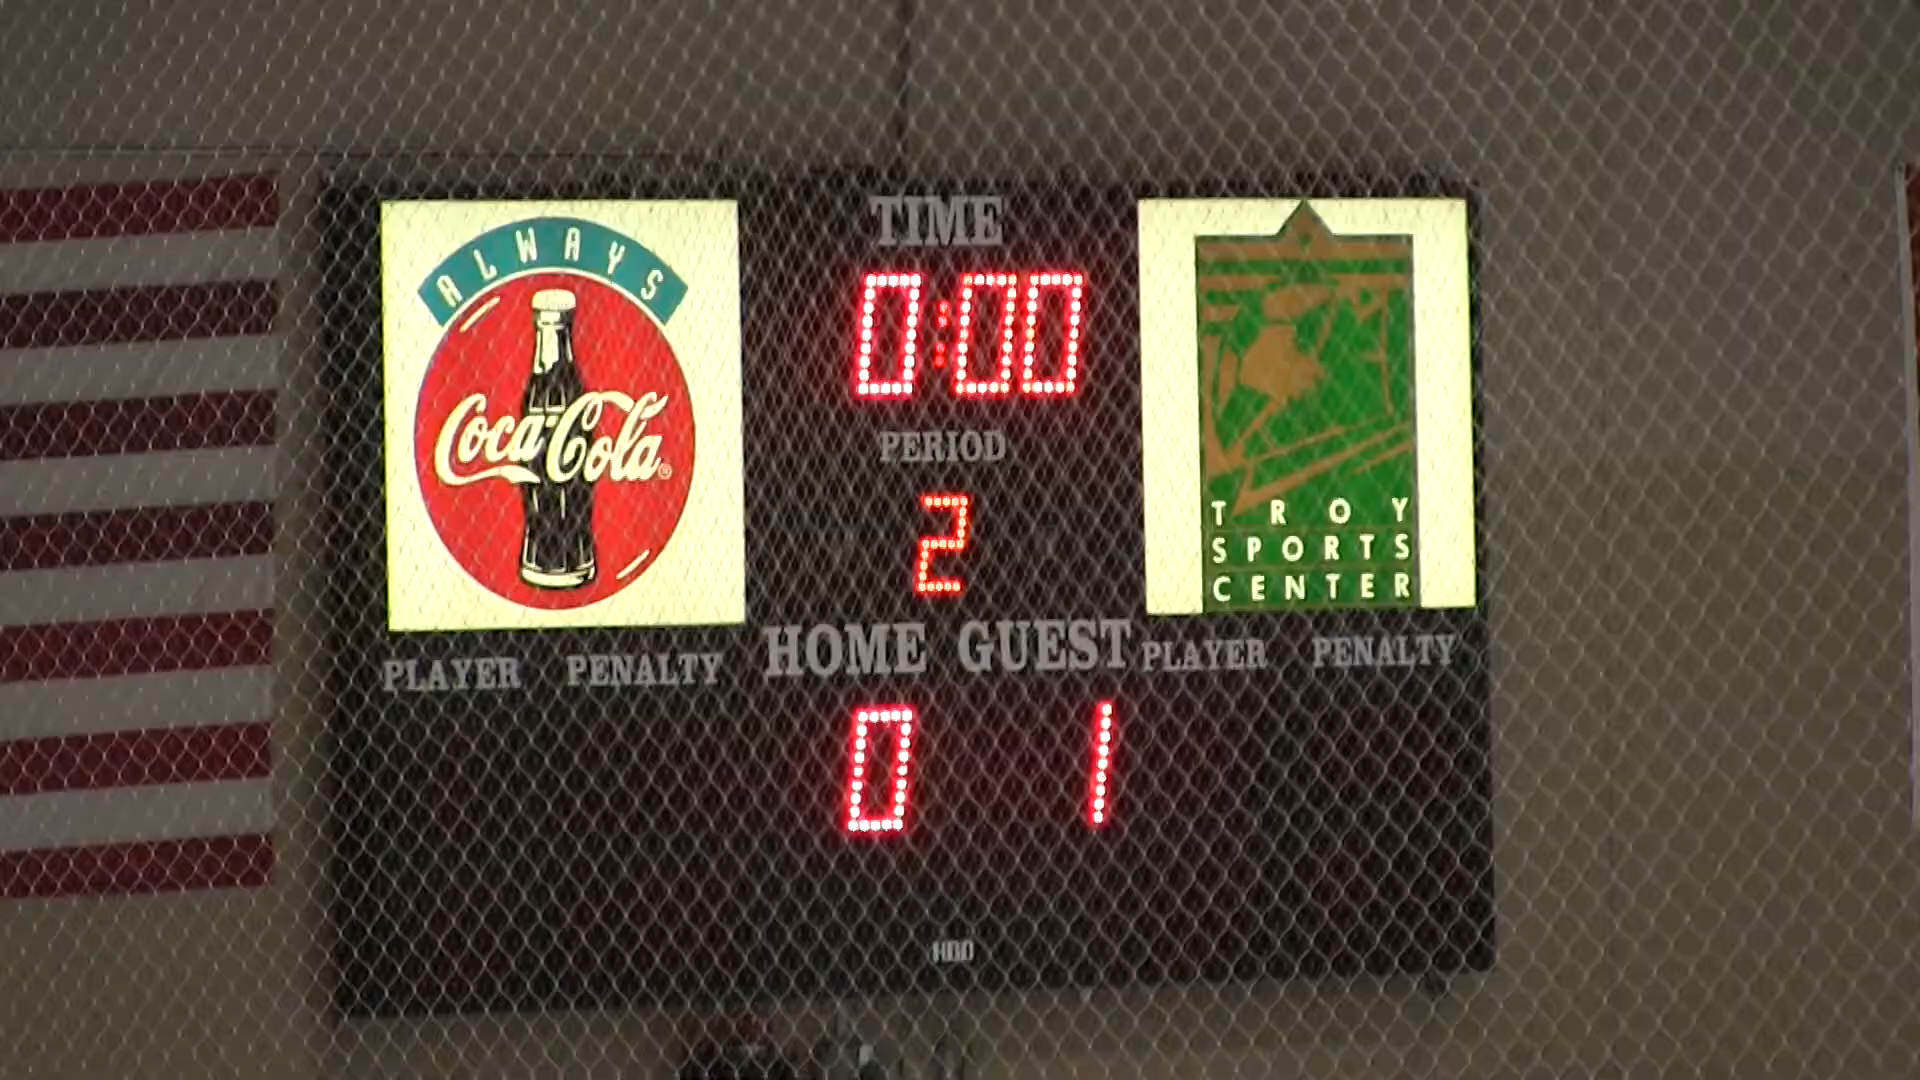 ALWAYS
Coca-Cola®
TIME
0:00
PERIOD
2
TROY
SPORTS
CENTER
PLAYER PENALTY HOME GUEST PLAYER PENALTY
0 1